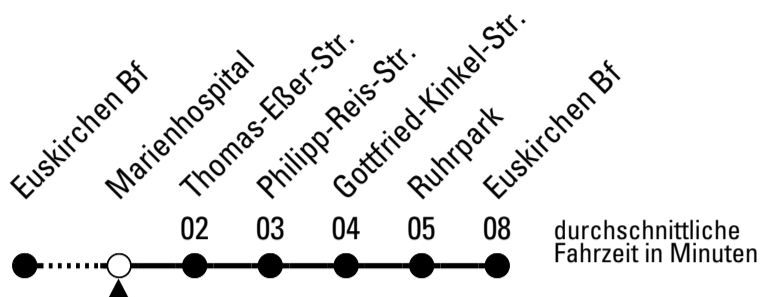 Euskirchen Bf
Marienhospital
Thomas-Eßer-Str.
Philipp-Reis-Str.
Gottfried-Kinkel-Str.
Ruhrpark
Euskirchen Bf
02 03 04 05 08
durchschnittliche
Fahrzeit in Minuten